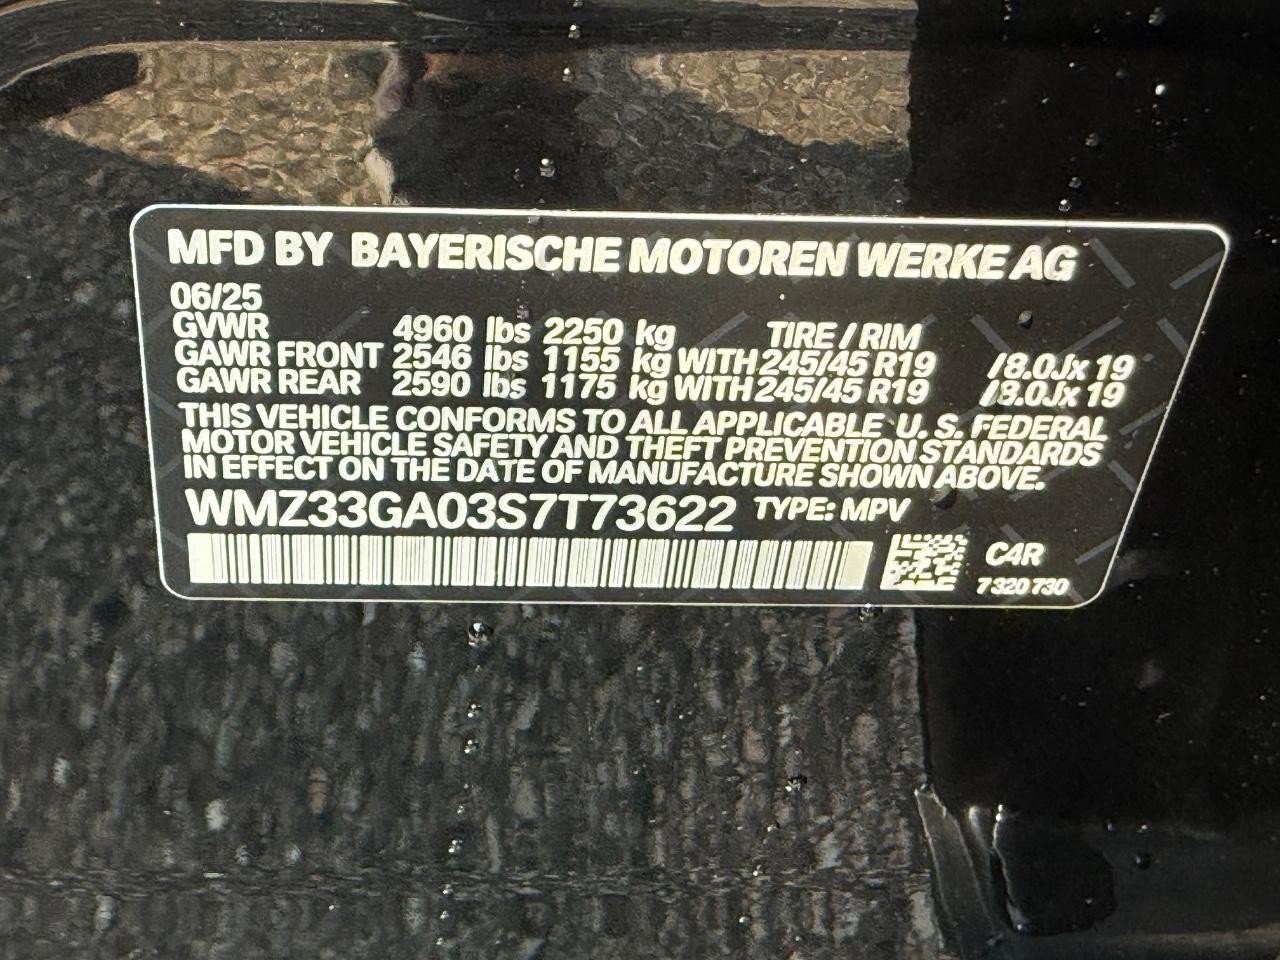 MFD BY BAYERISCHE MOTOREN WERKE AG
06/25
GVWR 4960 lbs 2250 kg TIRE / RIM
GAWR FRONT 2546 lbs 1155 kg WITH 245/45 R19 /8.0Jx 19
GAWR REAR 2590 lbs 1175 kg WITH 245/45 R19 /8.0Jx 19
THIS VEHICLE CONFORMS TO ALL APPLICABLE U. S. FEDERAL
MOTOR VEHICLE SAFETY AND THEFT PREVENTION STANDARDS
IN EFFECT ON THE DATE OF MANUFACTURE SHOWN ABOVE.
WMZ33GA03S7T73622 TYPE: MPV
C4R
7 320 730